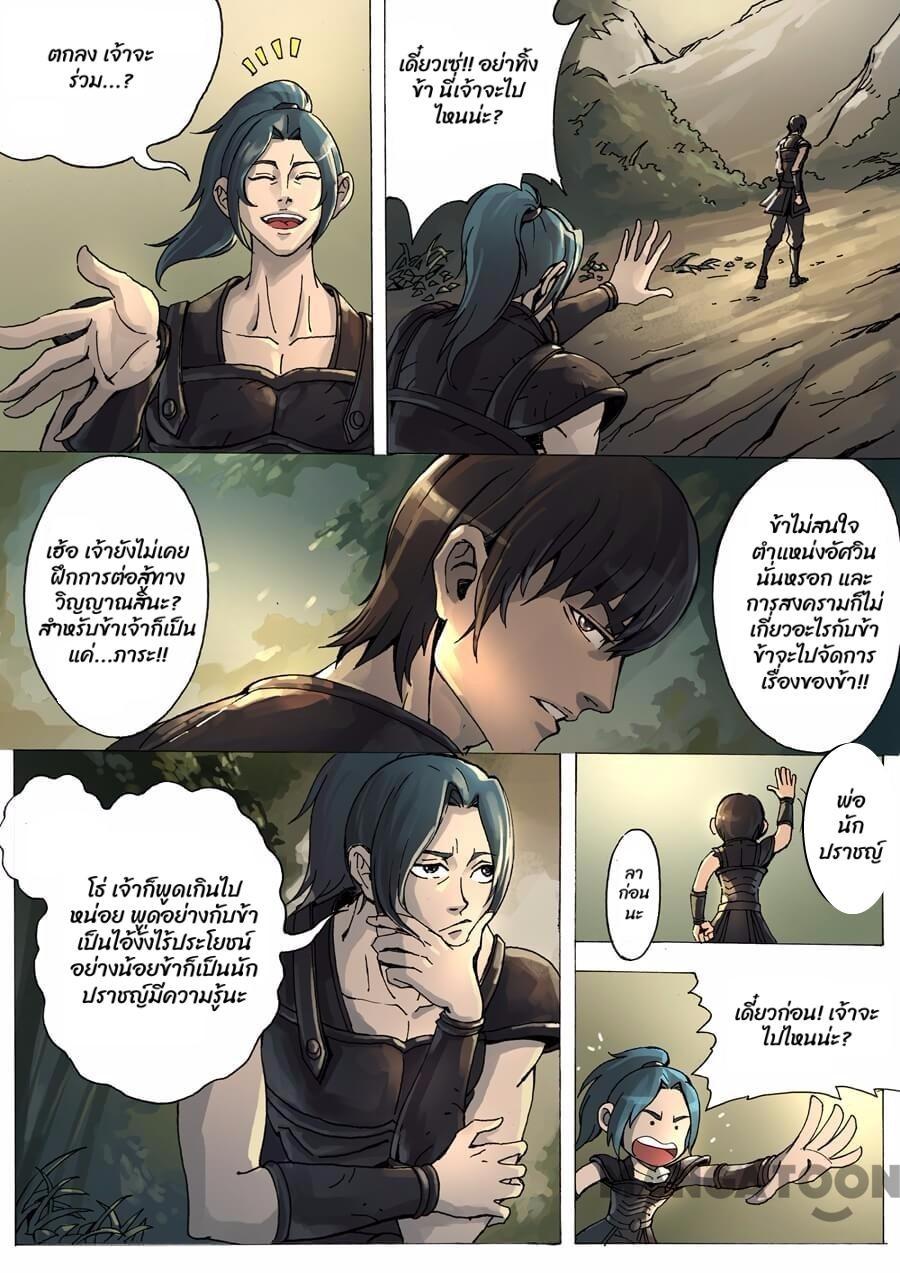 ตกลง เจ้าจะ
ร่วม...?
เดี๋ยวเซ่!! อย่าทิ้ง
ข้า นี่เจ้าจะไป
ไหนน่ะ?
เฮ้อ เจ้ายังไม่เคย
ฝึกการต่อสู้ทาง
วิญญาณสินะ?
สำหรับข้าเจ้าก็เป็น
แค่...ภาระ!!
ข้าไม่สนใจ
ตำแหน่งอัศวิน
นั่นหรอก และ
การสงครามก็ไม่
เกี่ยวอะไรกับข้า
ข้าจะไปจัดการ
เรื่องของข้า!!
โธ่ เจ้าก็พูดเกินไป
หน่อย พูดอย่างกับข้า
เป็นไอ้งั่งไร้ประโยชน์
อย่างน้อยข้าก็เป็นนัก
ปราชญ์มีความรู้นะ
ลา
ก่อน
นะ
พ่อ
นัก
ปราชญ์
เดี๋ยวก่อน! เจ้าจะ
ไปไหนน่ะ?
MANGATOON